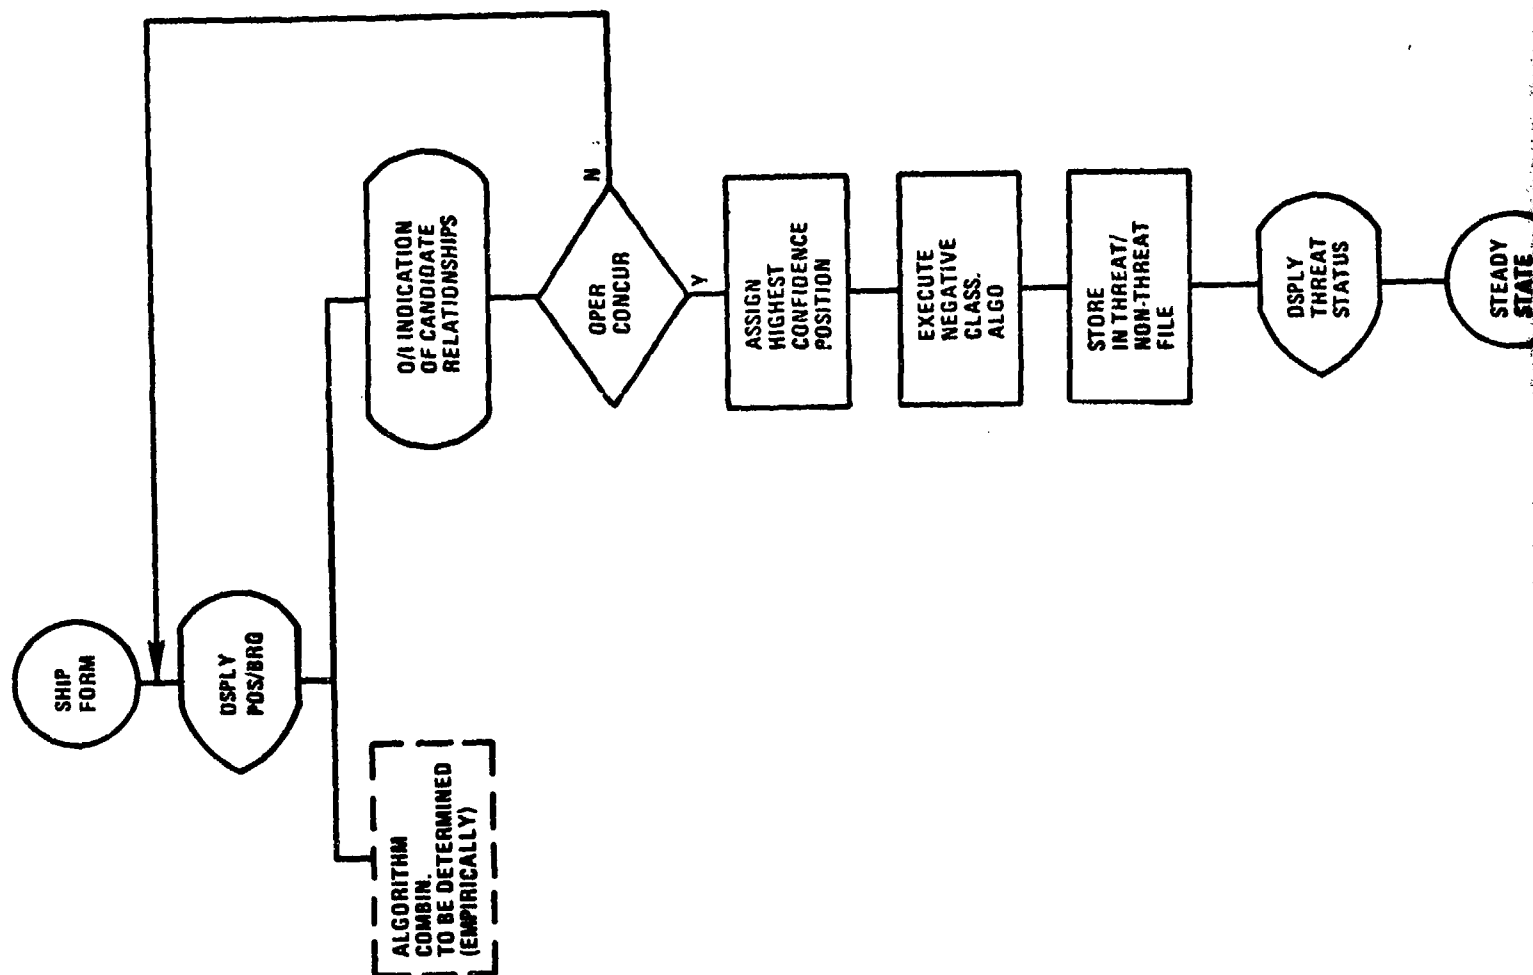 SHIP
FORM
DSPLY
POS/BRG
ALGORITHM
COMBIN.
TO BE DETERMINED
(EMPIRICALLY)
O/I INDICATION
OF CANDIDATE
RELATIONSHIPS
OPER
CONCUR
N
Y
ASSIGN
HIGHEST
CONFIDENCE
POSITION
EXECUTE
NEGATIVE
CLASS.
ALGO
STORE
IN THREAT/
NON-THREAT
FILE
DSPLY
THREAT
STATUS
STEADY
STATE